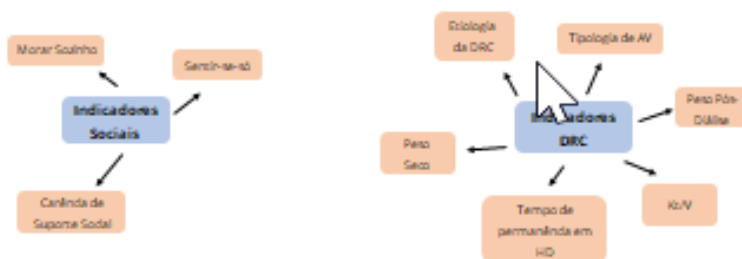 Morar Sozinho
Sentir-se-só
Indicadores
Sociais
Carência de
Suporte Social
Etiologia
da DRC
Tipologia de AV
Peso Pós-
Diálise
Indicadores
DRC
Peso
Seco
Kt/V
Tempo de
permanência em
HD